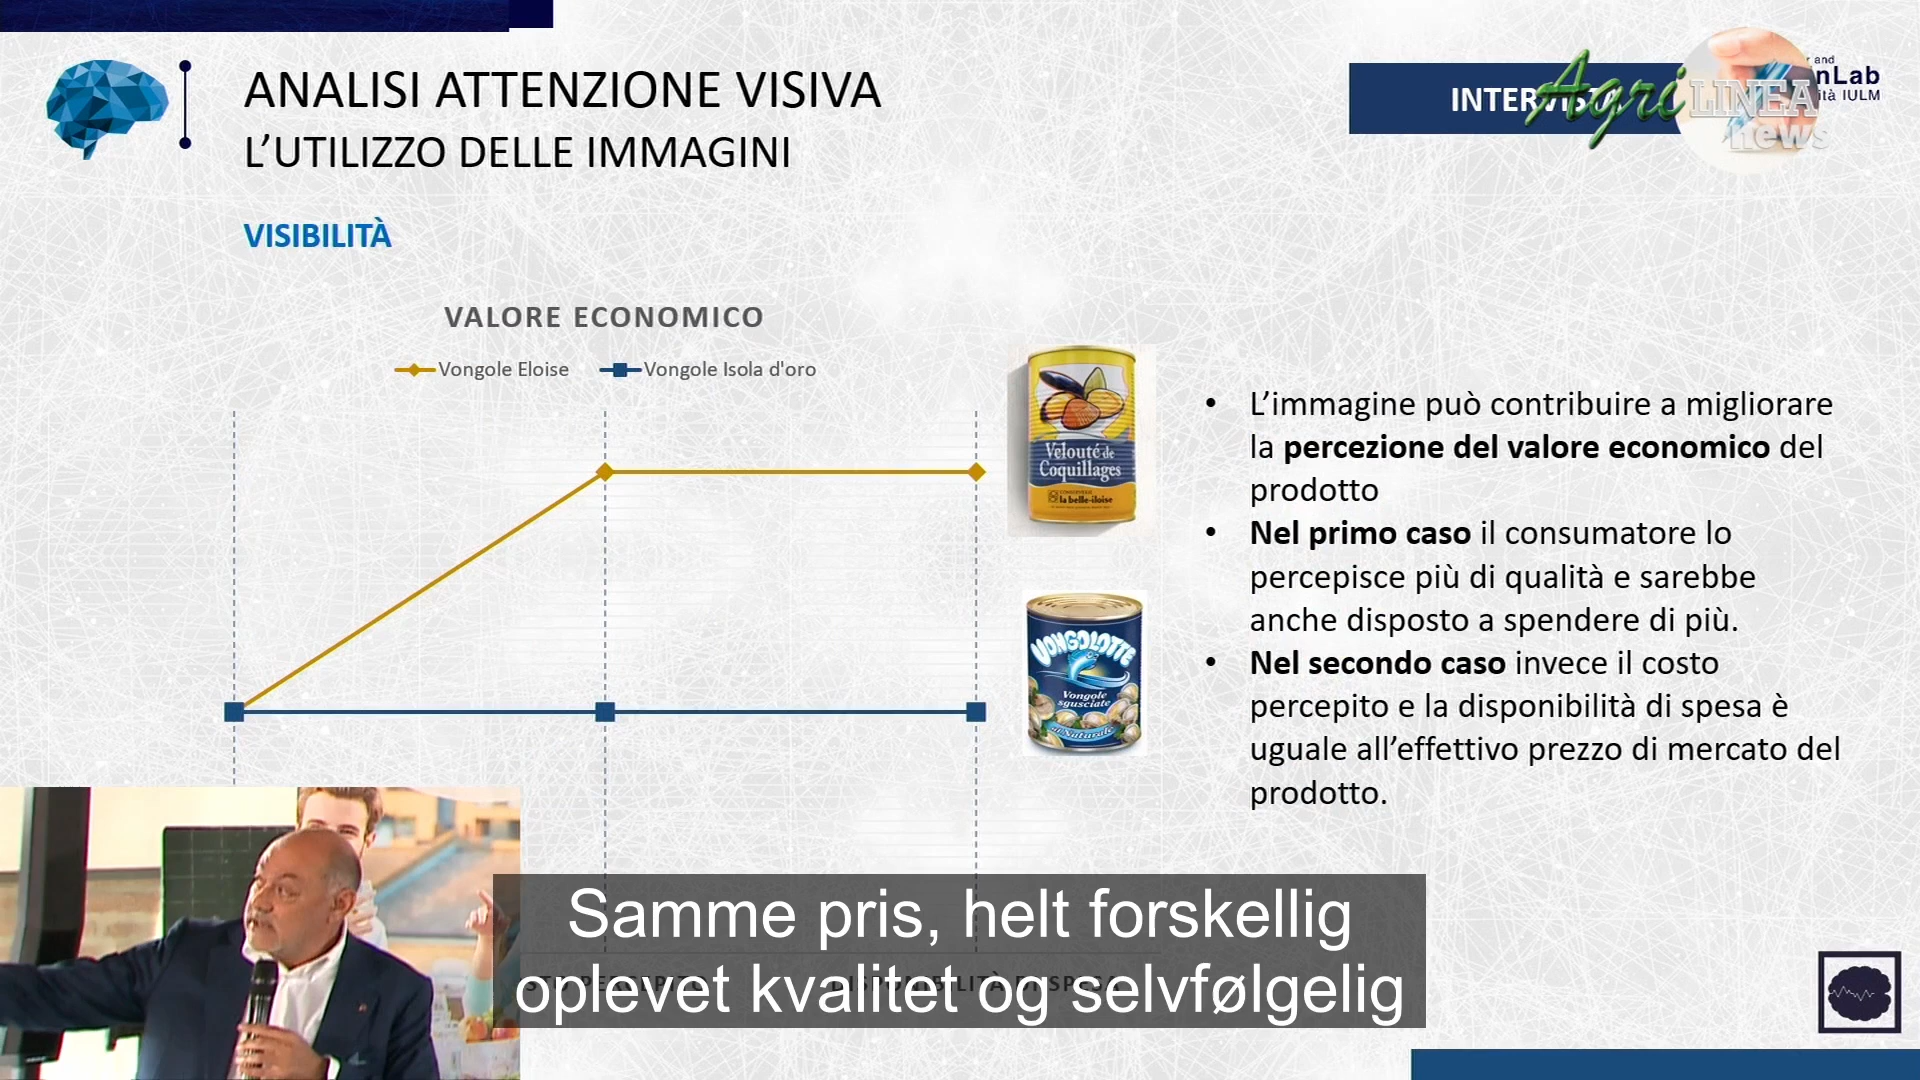 ANALISI ATTENZIONE VISIVA
L'UTILIZZO DELLE IMMAGINI
Agri LINEA
news
nLab
IULM
VISIBILITÀ
VALORE ECONOMICO
Vongole Eloise
Vongole Isola d'oro
Velouté de
Coquillages
la belle-iloise
VONGOLOTTE
Vongole
sgusciate
al Naturale
• L'immagine può contribuire a migliorare
la percezione del valore economico del
prodotto
• Nel primo caso il consumatore lo
percepisce più di qualità e sarebbe
anche disposto a spendere di più.
• Nel secondo caso invece il costo
percepito e la disponibilità di spesa è
uguale all'effettivo prezzo di mercato del
prodotto.
Samme pris, helt forskellig
oplevet kvalitet og selvfølgelig